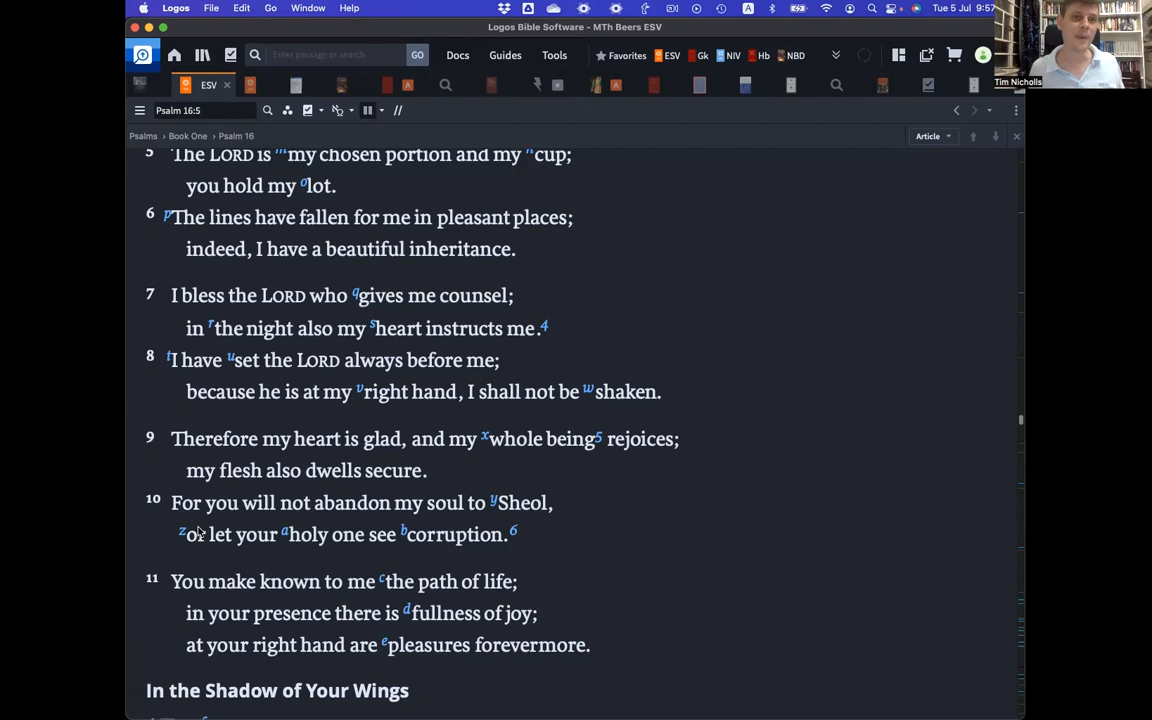 Logos File Edit Go Window Help A Tue 5 Jul 9:57
Logos Bible Software - MTh Beers ESV
Enter passage or search GO Docs Guides Tools Favorites ESV Gk NIV Hb NBD
Tim Nicholls
ESV × A A A
Psalm 16:5
Psalms › Book One › Psalm 16 Article
5 The LORD is m my chosen portion and my n cup;
you hold my o lot.
6 p The lines have fallen for me in pleasant places;
indeed, I have a beautiful inheritance.
7 I bless the LORD who q gives me counsel;
in r the night also my s heart instructs me. 4
8 t I have u set the LORD always before me;
because he is at my v right hand, I shall not be w shaken.
9 Therefore my heart is glad, and my x whole being 5 rejoices;
my flesh also dwells secure.
10 For you will not abandon my soul to y Sheol,
z or let your a holy one see b corruption. 6
11 You make known to me c the path of life;
in your presence there is d fullness of joy;
at your right hand are e pleasures forevermore.
In the Shadow of Your Wings